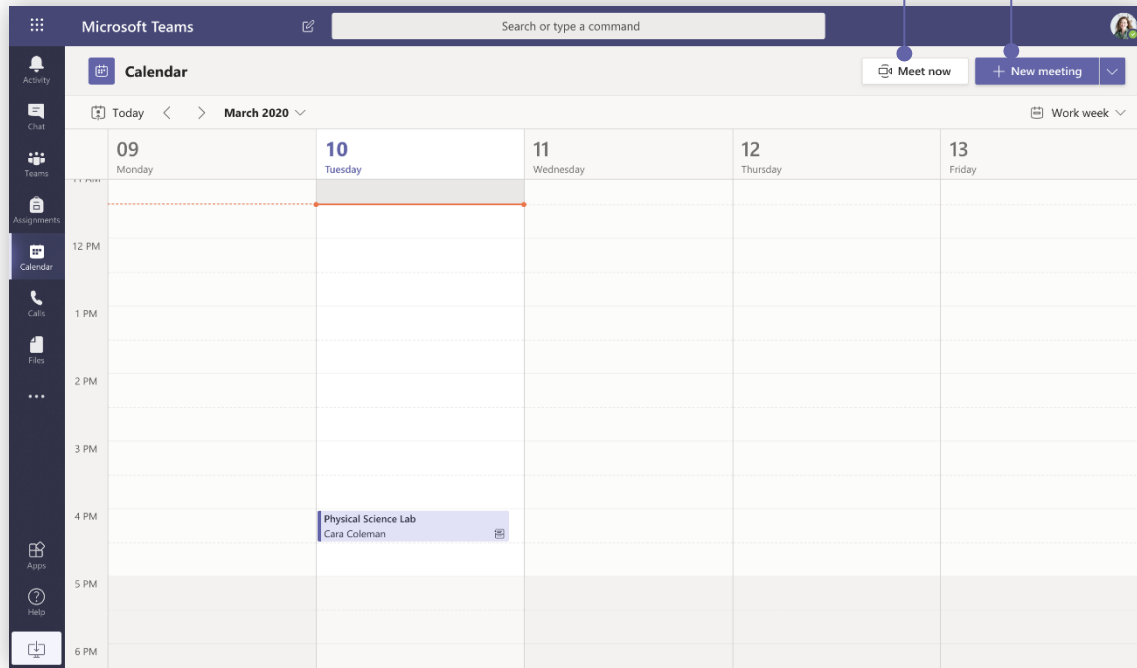 Microsoft Teams
Search or type a command
Activity
Chat
Teams
Assignments
Calendar
Calls
Files
Apps
Help
Calendar
Meet now
New meeting
Today
March 2020
Work week
09
Monday
10
Tuesday
11
Wednesday
12
Thursday
13
Friday
11 AM
12 PM
1 PM
2 PM
3 PM
4 PM
Physical Science Lab
Cara Coleman
5 PM
6 PM